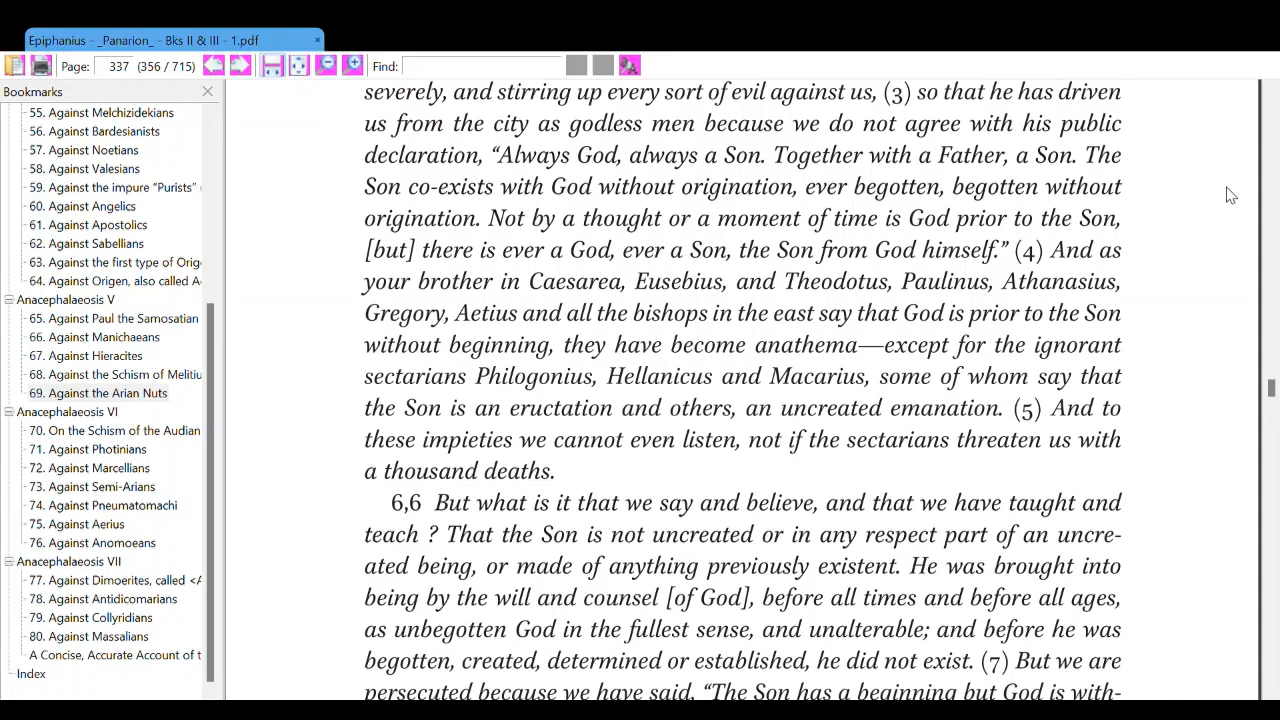 Epiphanius - _Panarion_ - Bks II & III - 1.pdf
Page: 337 (356 / 715) Find:
Bookmarks
55. Against Melchizidekians
56. Against Bardesianists
57. Against Noetians
58. Against Valesians
59. Against the impure “Purists”
60. Against Angelics
61. Against Apostolics
62. Against Sabellians
63. Against the first type of Orig
64. Against Origen, also called A
Anacephalaeosis V
65. Against Paul the Samosatian
66. Against Manichaeans
67. Against Hieracites
68. Against the Schism of Melitiu
69. Against the Arian Nuts
Anacephalaeosis VI
70. On the Schism of the Audian
71. Against Photinians
72. Against Marcellians
73. Against Semi-Arians
74. Against Pneumatomachi
75. Against Aerius
76. Against Anomoeans
Anacephalaeosis VII
77. Against Dimoerites, called <A
78. Against Antidicomarians
79. Against Collyridians
80. Against Massalians
A Concise, Accurate Account of t
Index
severely, and stirring up every sort of evil against us, (3) so that he has driven
us from the city as godless men because we do not agree with his public
declaration, “Always God, always a Son. Together with a Father, a Son. The
Son co-exists with God without origination, ever begotten, begotten without
origination. Not by a thought or a moment of time is God prior to the Son,
[but] there is ever a God, ever a Son, the Son from God himself.” (4) And as
your brother in Caesarea, Eusebius, and Theodotus, Paulinus, Athanasius,
Gregory, Aetius and all the bishops in the east say that God is prior to the Son
without beginning, they have become anathema—except for the ignorant
sectarians Philogonius, Hellanicus and Macarius, some of whom say that
the Son is an eructation and others, an uncreated emanation. (5) And to
these impieties we cannot even listen, not if the sectarians threaten us with
a thousand deaths.
6,6 But what is it that we say and believe, and that we have taught and
teach ? That the Son is not uncreated or in any respect part of an uncre-
ated being, or made of anything previously existent. He was brought into
being by the will and counsel [of God], before all times and before all ages,
as unbegotten God in the fullest sense, and unalterable; and before he was
begotten, created, determined or established, he did not exist. (7) But we are
persecuted because we have said, “The Son has a beginning but God is with-